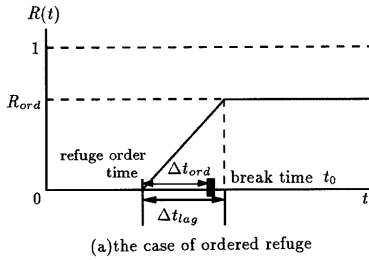 R(t)
1
R_ord
refuge order
time
Δt_ord
break time t_0
0
t
Δt_lag
(a)the case of ordered refuge